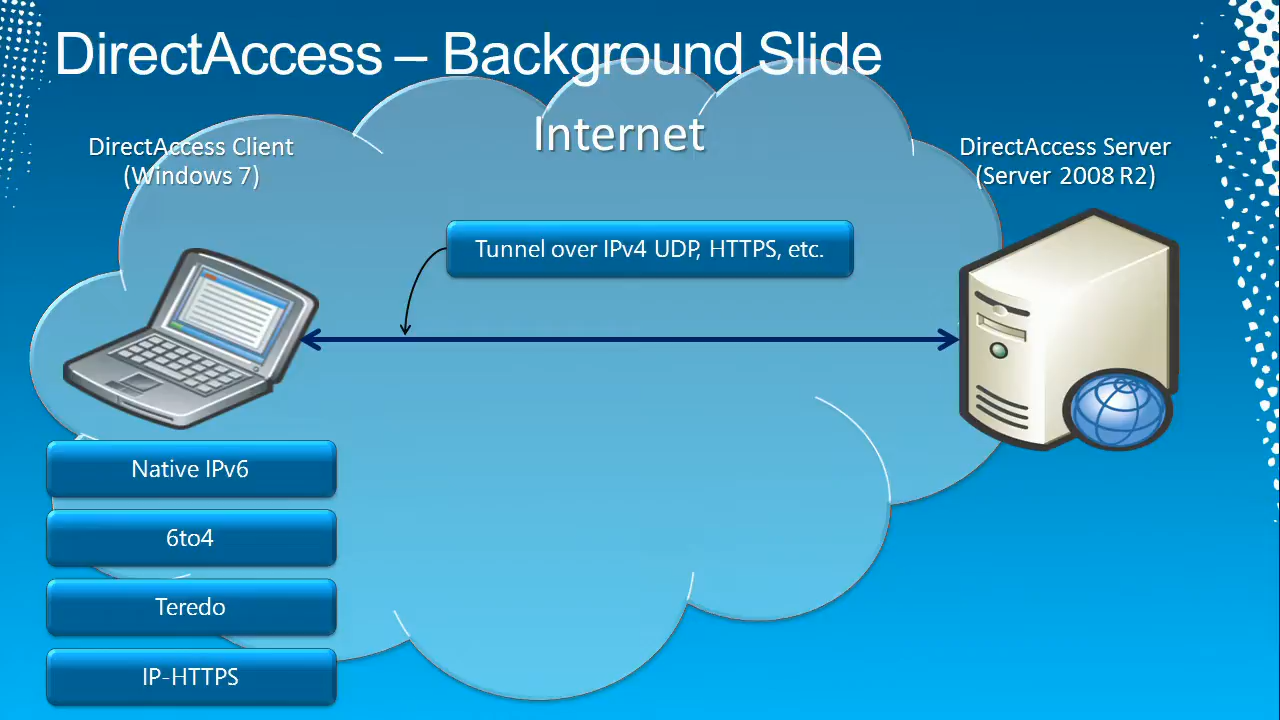 DirectAccess – Background Slide
Internet
DirectAccess Client
(Windows 7)
DirectAccess Server
(Server 2008 R2)
Tunnel over IPv4 UDP, HTTPS, etc.
Native IPv6
6to4
Teredo
IP-HTTPS